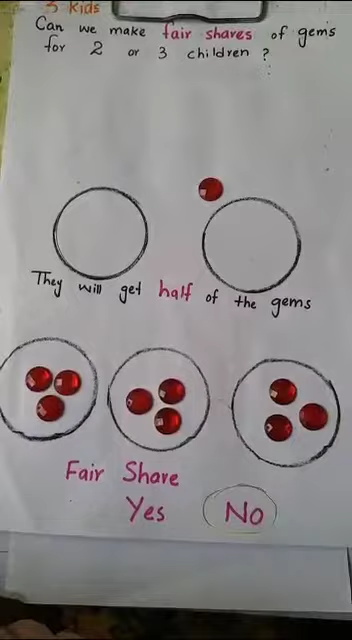 5 Kids
Can we make fair shares of gems
for 2 or 3 children ?
They will get half of the gems
Fair Share
Yes No